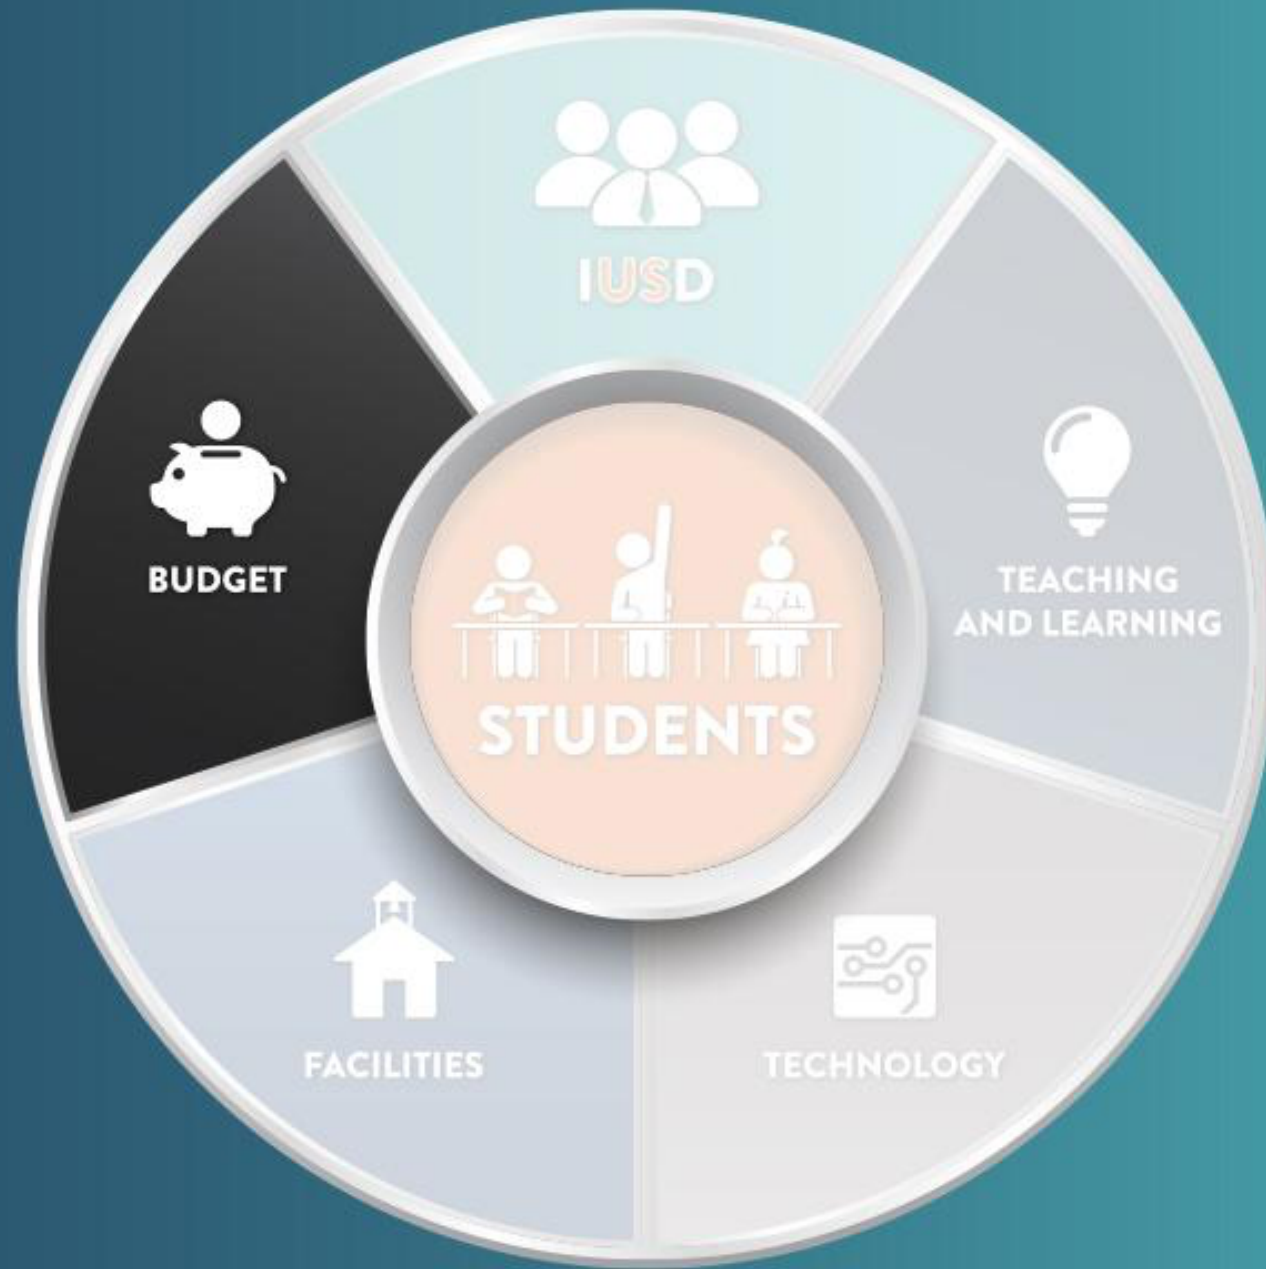 IUSD
BUDGET
TEACHING
AND LEARNING
STUDENTS
FACILITIES
TECHNOLOGY